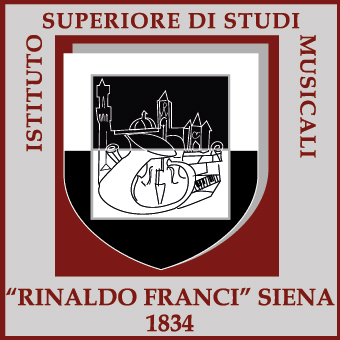 ISTITUTO
SUPERIORE DI STUDI
MUSICALI
“RINALDO FRANCI” SIENA
1834